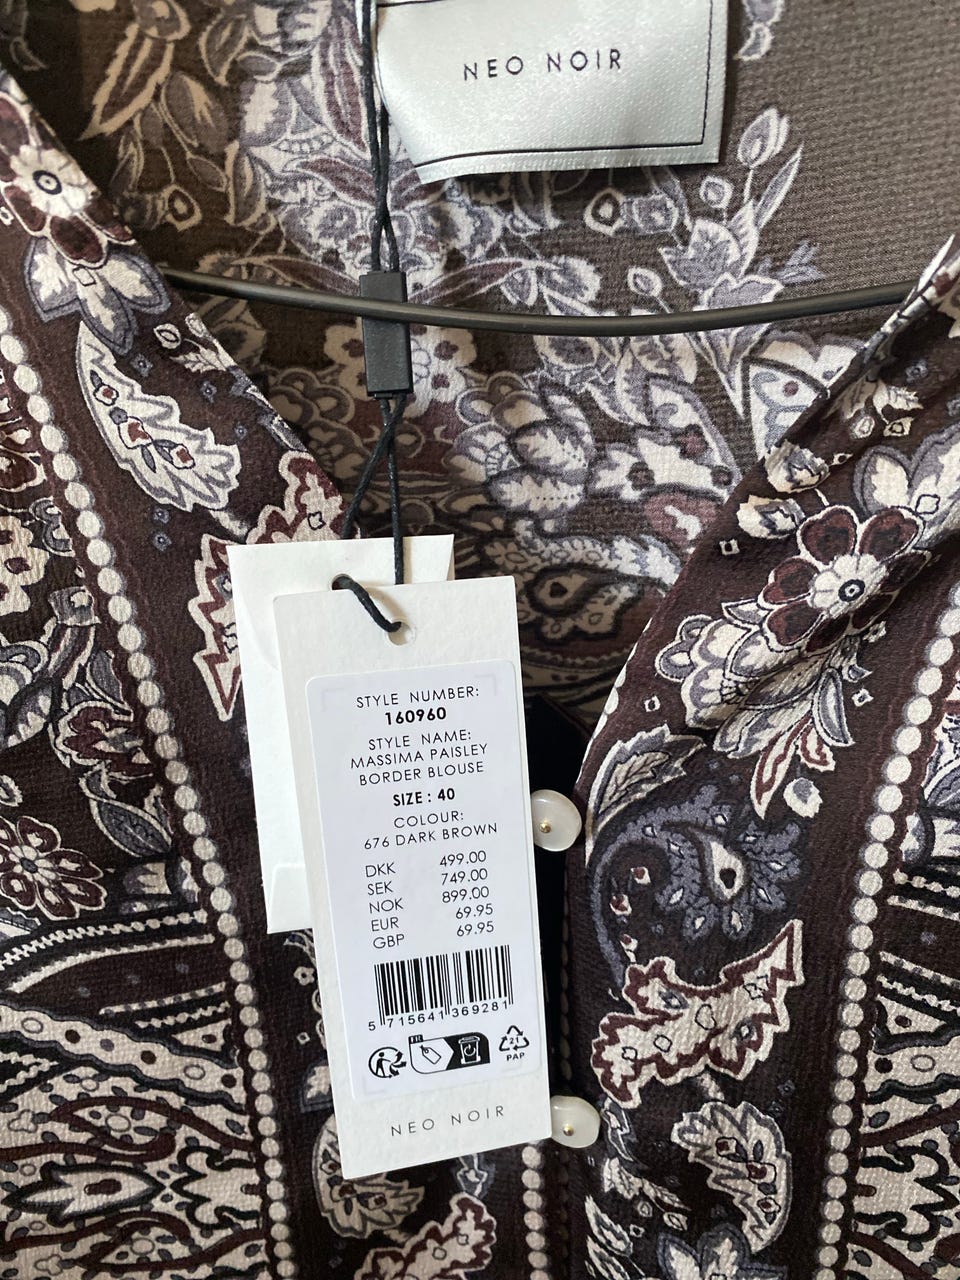 NEO NOIR
STYLE NUMBER:
160960
STYLE NAME:
MASSIMA PAISLEY
BORDER BLOUSE
SIZE : 40
COLOUR:
676 DARK BROWN
DKK 499.00
SEK 749.00
NOK 899.00
EUR 69.95
GBP 69.95
5 715641 369281
21
PAP
NEO NOIR